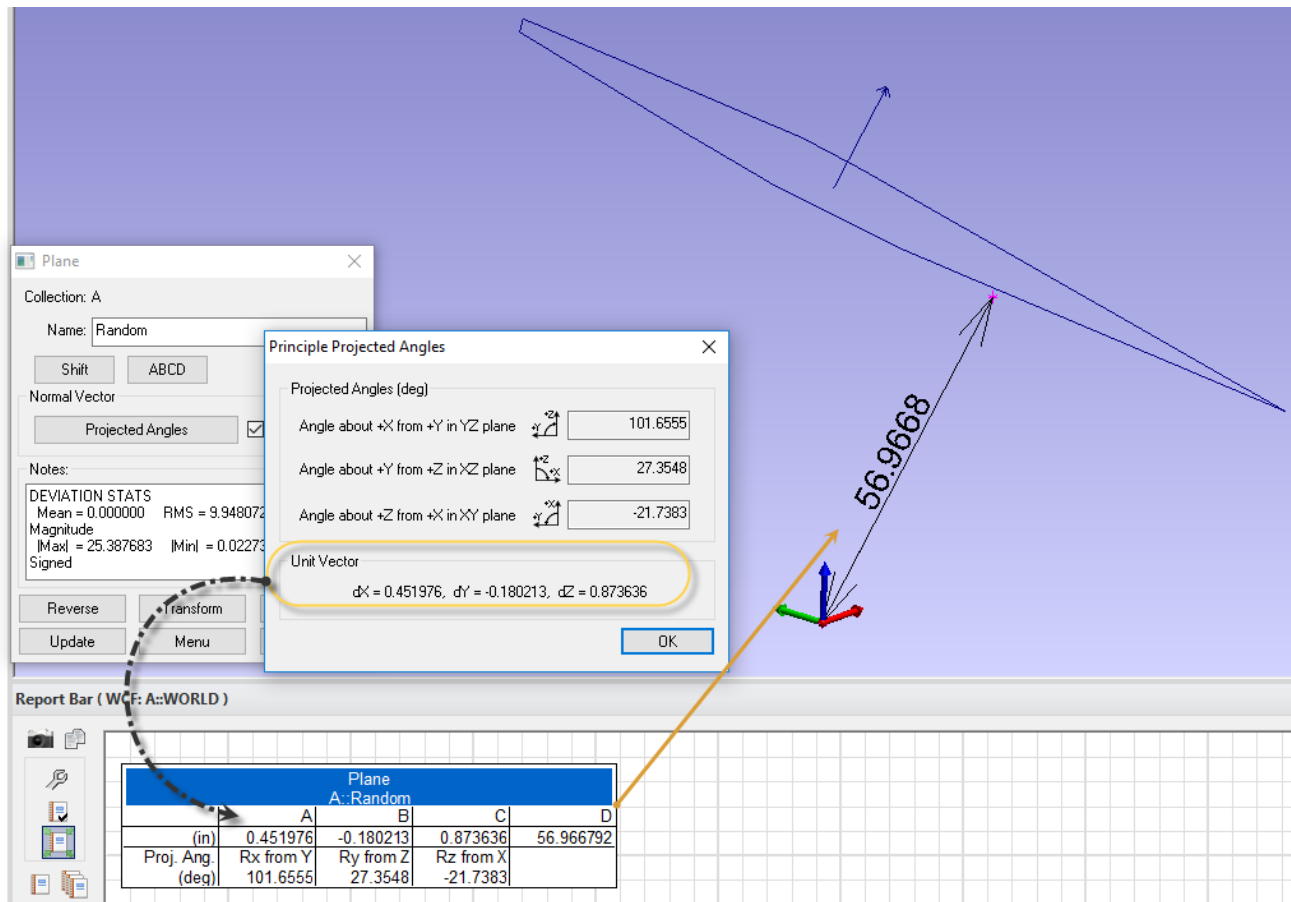 56.9668
Plane
Collection: A
Name: Random
Shift ABCD
Normal Vector
Projected Angles
Notes:
DEVIATION STATS
Mean = 0.000000 RMS = 9.948072
Magnitude
|Max| = 25.387683 |Min| = 0.02273
Signed
Reverse Transform
Update Menu
Principle Projected Angles
Projected Angles (deg)
Angle about +X from +Y in YZ plane +Z +Y 101.6555
Angle about +Y from +Z in XZ plane +Z +X 27.3548
Angle about +Z from +X in XY plane +X +Y -21.7383
Unit Vector
dX = 0.451976, dY = -0.180213, dZ = 0.873636
OK
Report Bar ( WCF: A::WORLD )
Plane
A::Random
A B C D
(in) 0.451976 -0.180213 0.873636 56.966792
Proj. Ang. Rx from Y Ry from Z Rz from X
(deg) 101.6555 27.3548 -21.7383